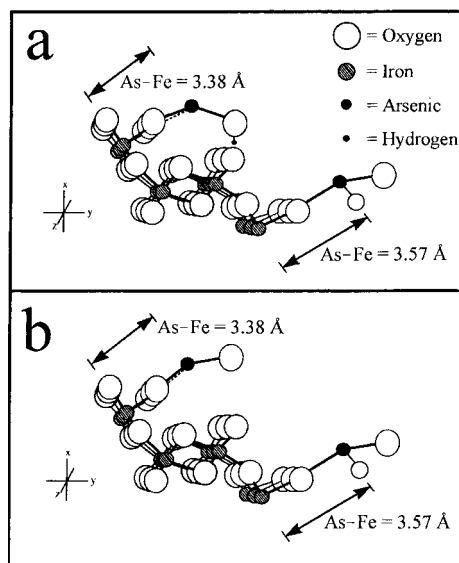 a
As–Fe = 3.38 Å
= Oxygen
= Iron
= Arsenic
= Hydrogen
x
y
z
As–Fe = 3.57 Å
b
As–Fe = 3.38 Å
x
y
z
As–Fe = 3.57 Å